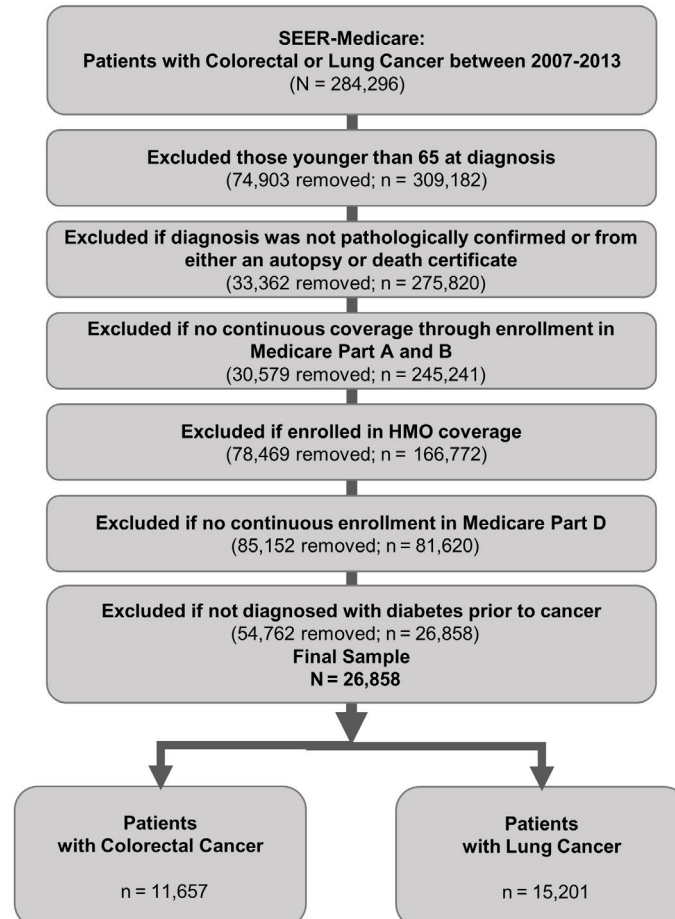 SEER-Medicare:
Patients with Colorectal or Lung Cancer between 2007-2013
(N = 284,296)
Excluded those younger than 65 at diagnosis
(74,903 removed; n = 309,182)
Excluded if diagnosis was not pathologically confirmed or from
either an autopsy or death certificate
(33,362 removed; n = 275,820)
Excluded if no continuous coverage through enrollment in
Medicare Part A and B
(30,579 removed; n = 245,241)
Excluded if enrolled in HMO coverage
(78,469 removed; n = 166,772)
Excluded if no continuous enrollment in Medicare Part D
(85,152 removed; n = 81,620)
Excluded if not diagnosed with diabetes prior to cancer
(54,762 removed; n = 26,858)
Final Sample
N = 26,858
Patients
with Colorectal Cancer
n = 11,657
Patients
with Lung Cancer
n = 15,201